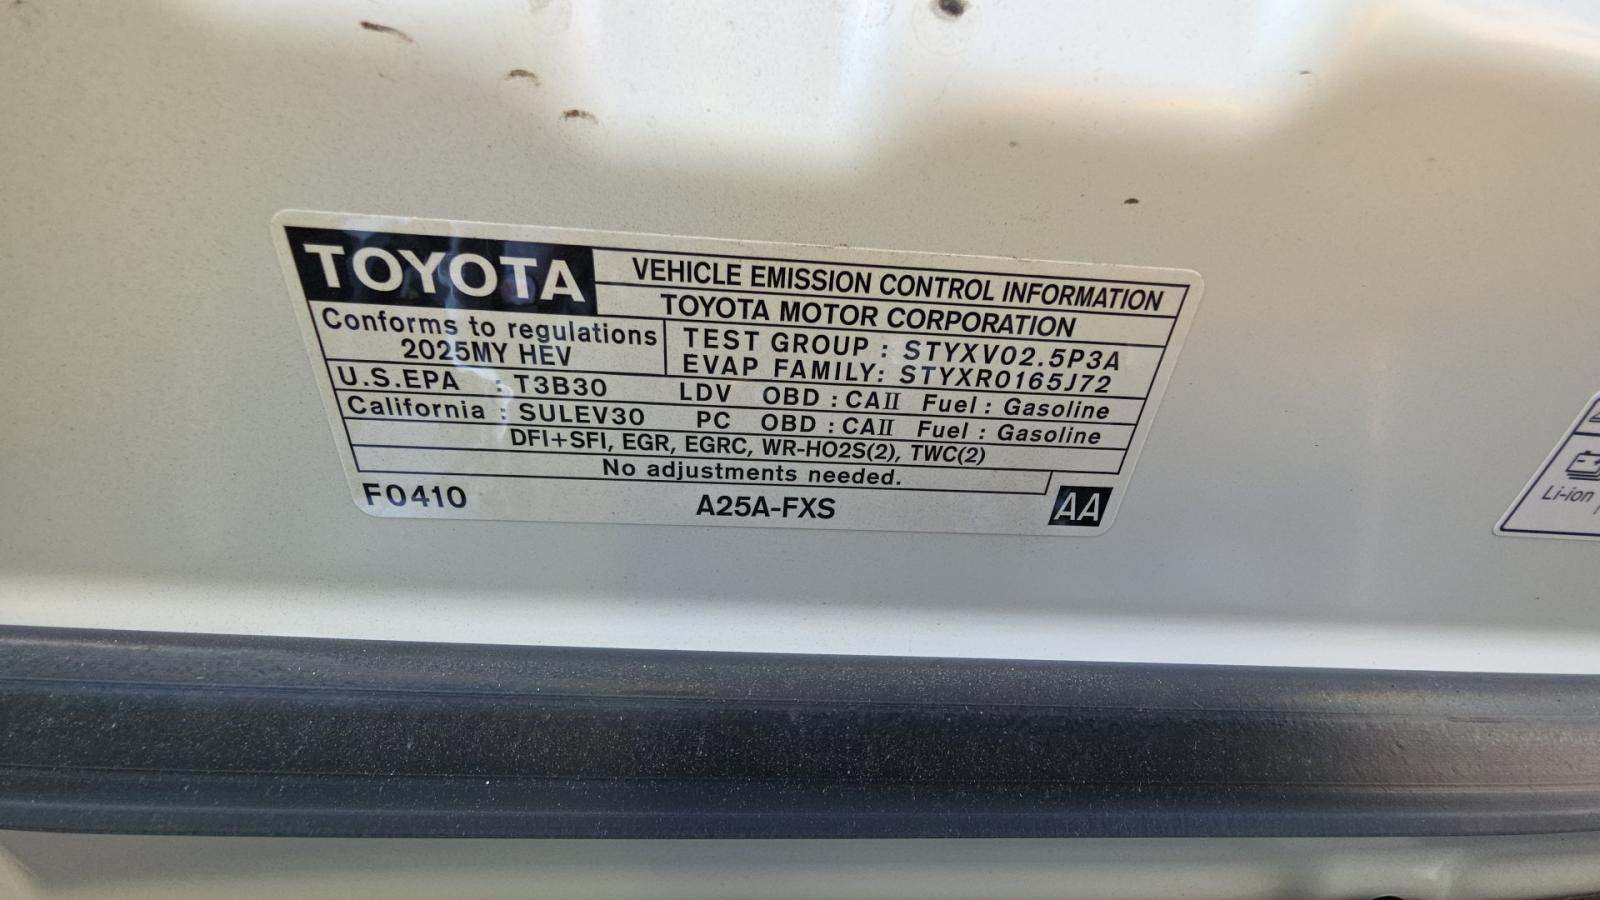 TOYOTA
VEHICLE EMISSION CONTROL INFORMATION
TOYOTA MOTOR CORPORATION
Conforms to regulations
2025MY HEV
TEST GROUP : STYXV02.5P3A
EVAP FAMILY: STYXR0165J72
U.S.EPA : T3B30 LDV OBD : CAII Fuel : Gasoline
California : SULEV30 PC OBD : CAII Fuel : Gasoline
DFI+SFI, EGR, EGRC, WR-HO2S(2), TWC(2)
No adjustments needed.
F0410 A25A-FXS AA
Li-ion